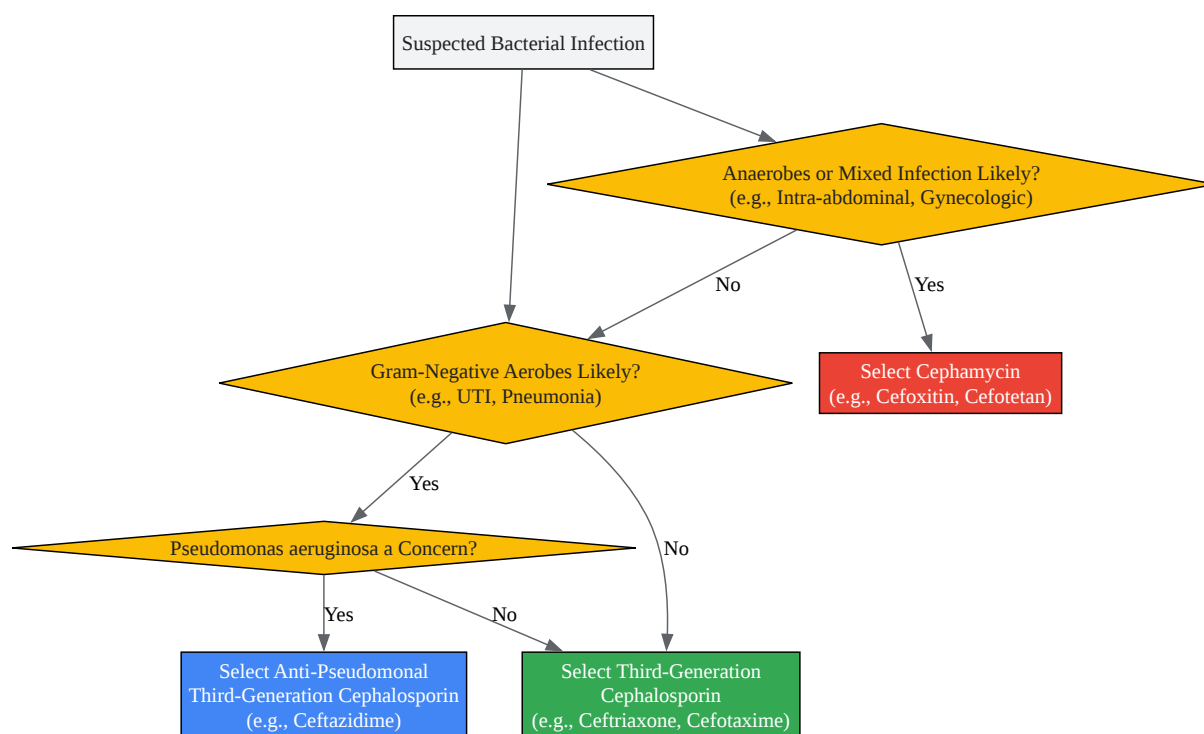 Suspected Bacterial Infection
Anaerobes or Mixed Infection Likely?
(e.g., Intra-abdominal, Gynecologic)
No
Yes
Gram-Negative Aerobes Likely?
(e.g., UTI, Pneumonia)
Select Cephamycin
(e.g., Cefoxitin, Cefotetan)
Yes
No
Pseudomonas aeruginosa a Concern?
Yes
No
Select Anti-Pseudomonal
Third-Generation Cephalosporin
(e.g., Ceftazidime)
Select Third-Generation
Cephalosporin
(e.g., Ceftriaxone, Cefotaxime)